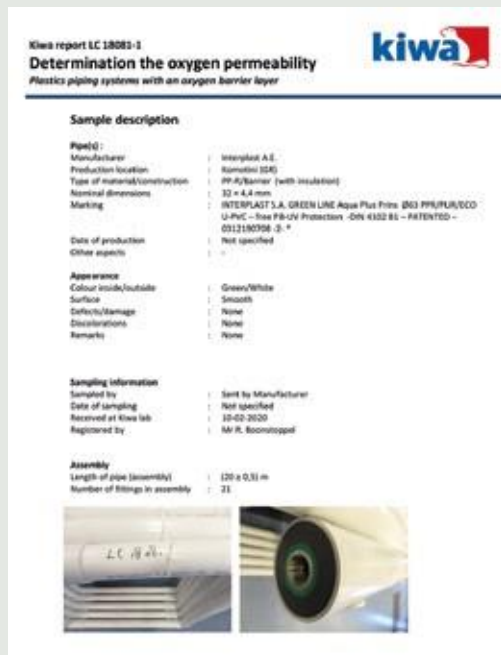 Kiwa report LC 18081-1
kiwa
Determination the oxygen permeability
Plastics piping systems with an oxygen barrier layer
Sample description
Pipe(s) :
Manufacturer : Interplast A.E.
Production location : Komotini (GR)
Type of material/construction : PP-R/Barrier (with insulation)
Nominal dimensions : 32 × 4,4 mm
Marking : INTERPLAST S.A. GREEN LINE Aqua Plus Prins Ø63 PPR/PUR/ECO
U-PVC – free PB-UV Protection -DIN 4102 B1 – PATENTED –
0312190708 -2- *
Date of production : Not specified
Other aspects : -
Appearance
Colour inside/outside : Green/White
Surface : Smooth
Defects/damage : None
Discolorations : None
Remarks : None
Sampling information
Sampled by : Sent by Manufacturer
Date of sampling : Not specified
Received at Kiwa lab : 10-02-2020
Registered by : Mr R. Boonstoppel
Assembly
Length of pipe (assembly) : (20 x 0,5) m
Number of fittings in assembly : 21
LC 18